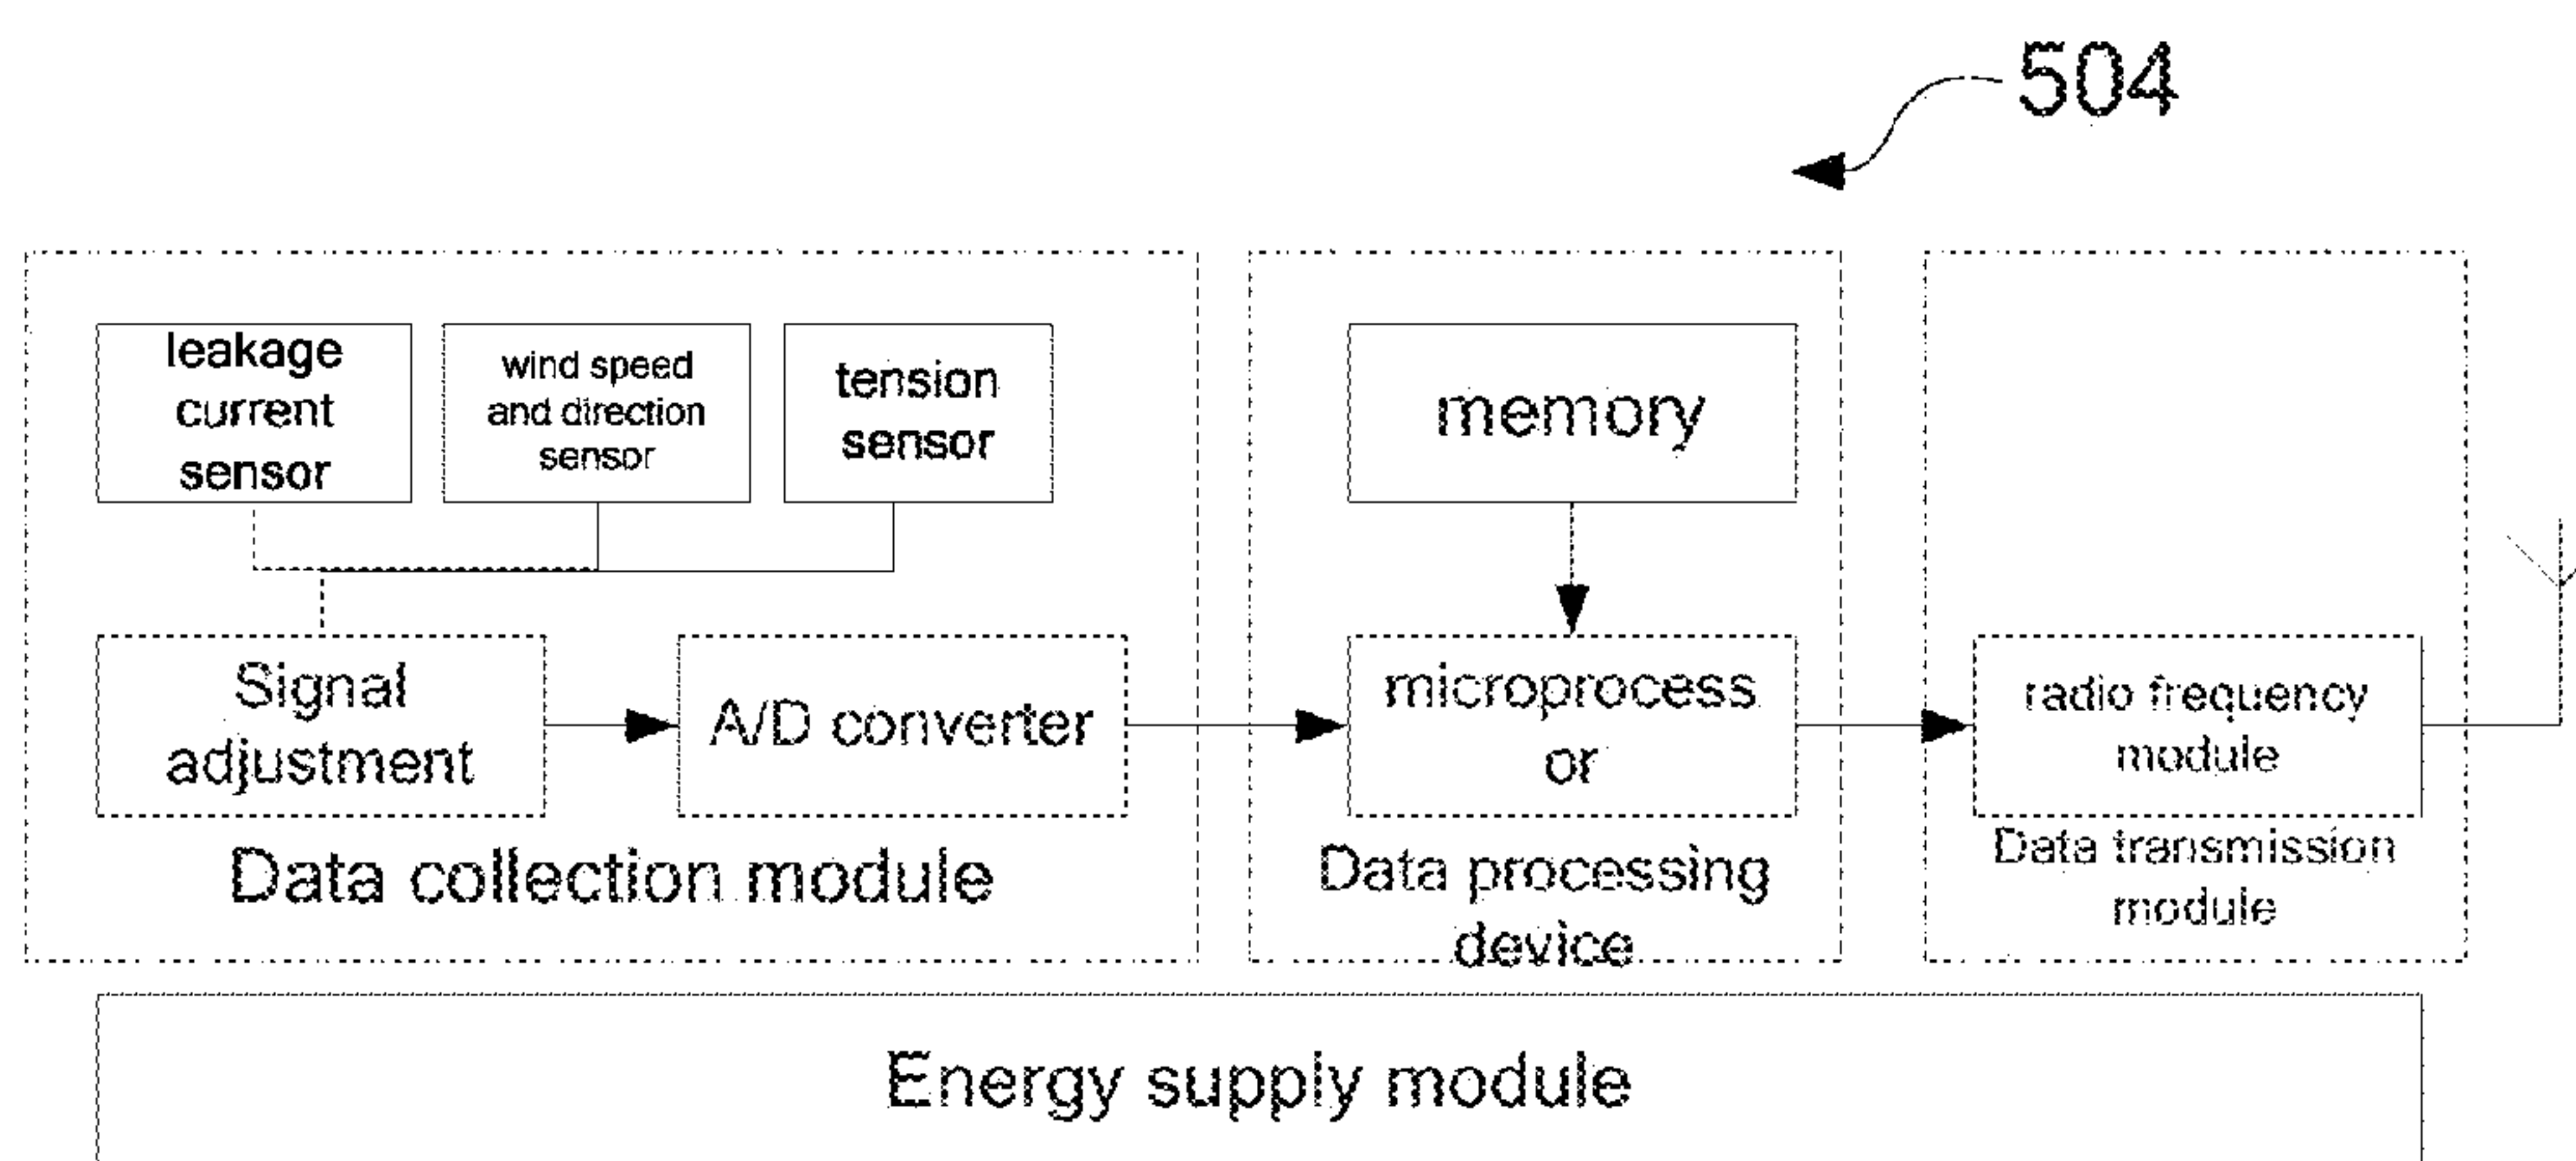 504
leakage
current
sensor
wind speed
and direction
sensor
tension
sensor
memory
Signal
adjustment
A/D converter
microprocess
or
radio frequency
module
Data collection module
Data processing
device
Data transmission
module
Energy supply module